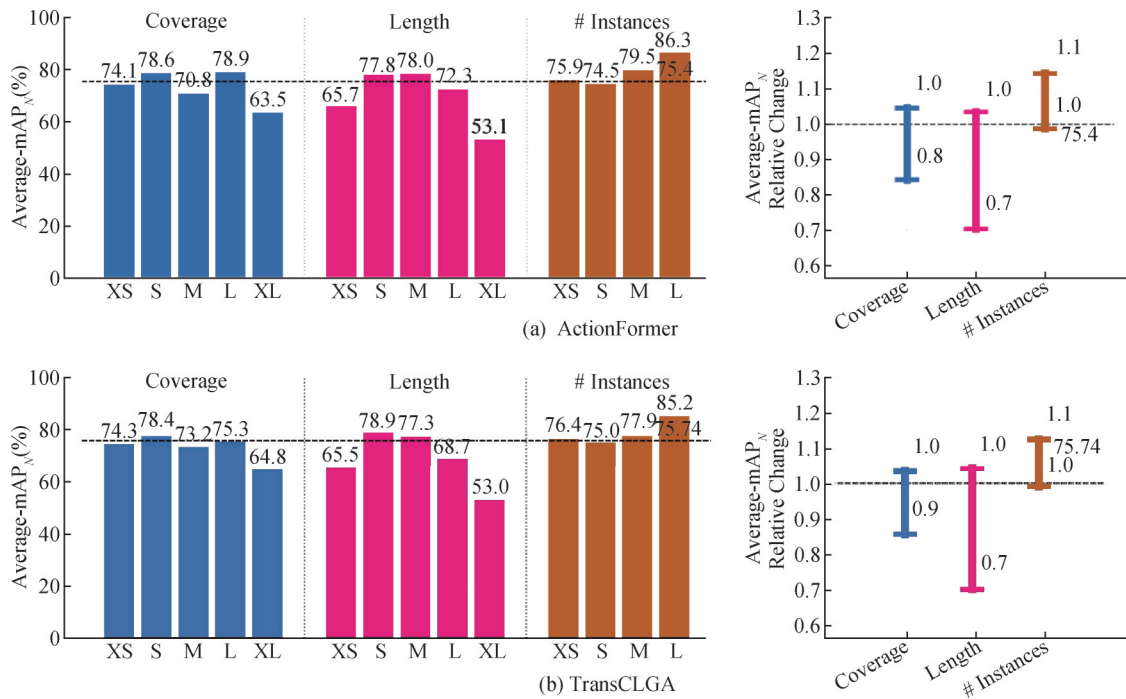 Coverage Length # Instances
Average-mAP_N(%)
100
80
60
40
20
0
74.1 78.6 70.8 78.9 63.5
65.7 77.8 78.0 72.3 53.1
75.9 74.5 79.5 86.3
75.4
XS S M L XL XS S M L XL XS S M L
Average-mAP_N
Relative Change
1.3
1.2
1.1
1.0
0.9
0.8
0.7
0.6
1.0 1.0 1.1
0.8 0.7 1.0
75.4
Coverage Length # Instances
(a) ActionFormer
Coverage Length # Instances
Average-mAP_N(%)
100
80
60
40
20
0
74.3 78.4 73.2 75.3 64.8
65.5 78.9 77.3 68.7 53.0
76.4 75.0 77.9 85.2
75.74
XS S M L XL XS S M L XL XS S M L
Average-mAP_N
Relative Change
1.3
1.2
1.1
1.0
0.9
0.8
0.7
0.6
1.0 1.0 1.1
75.74
0.9 0.7 1.0
Coverage Length # Instances
(b) TransCLGA